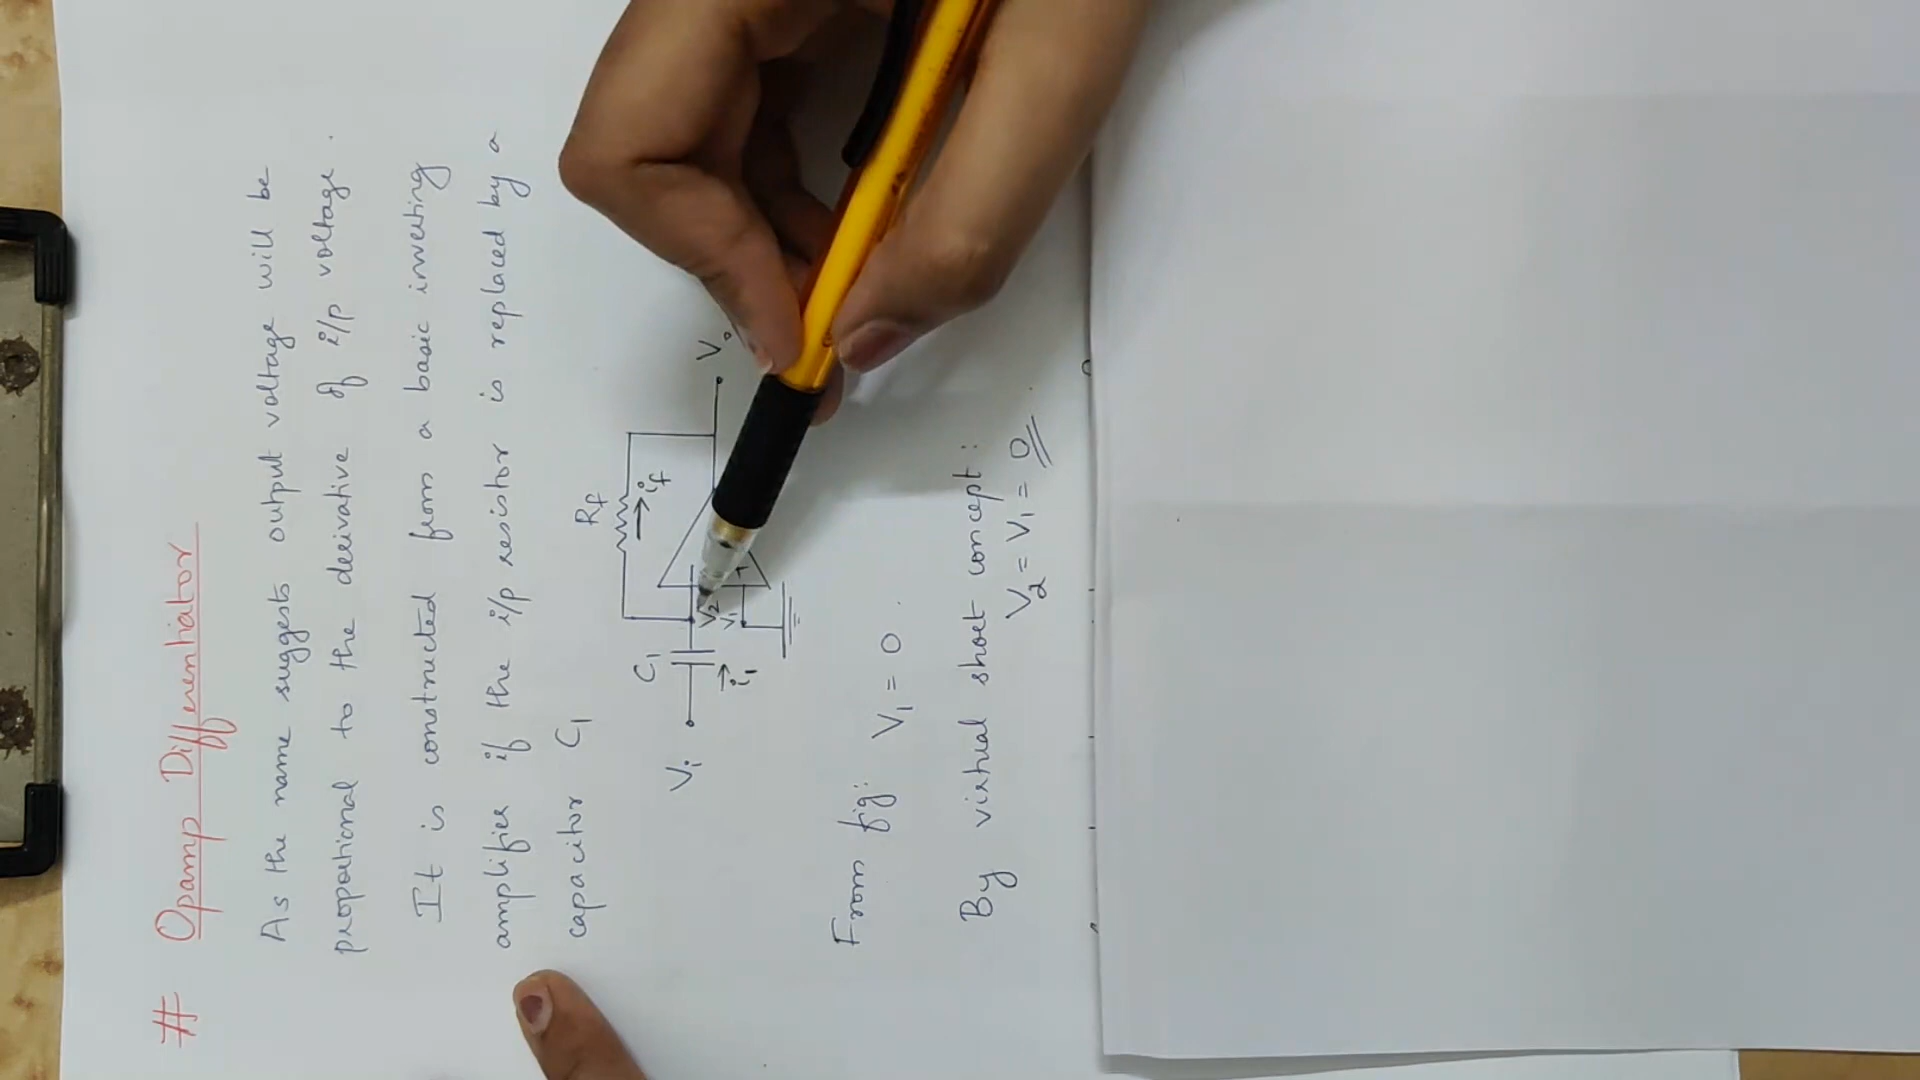 # Opamp Differentiator
As the name suggests output voltage will be
proportional to the derivative of i/p voltage.
It is constructed from a basic inverting
amplifier if the i/p resistor is replaced by a
capacitor C1
Rf
if
C1
Vi
i1
V2
V1
+
Vo
From fig: V1 = 0.
By virtual short concept:
V2 = V1 = 0